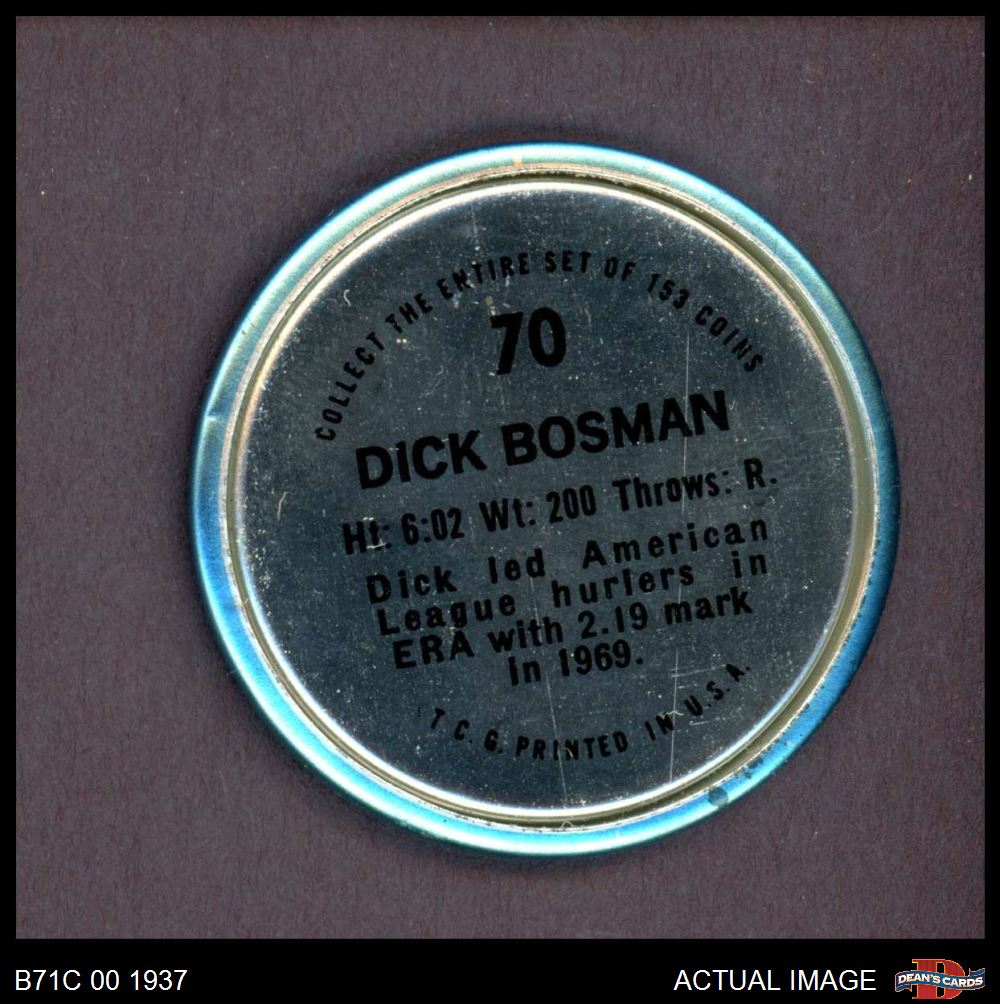 COLLECT THE ENTIRE SET OF 153 COINS
70
DICK BOSMAN
Ht: 6:02 Wt: 200 Throws: R.
Dick led American
League hurlers in
ERA with 2.19 mark
in 1969.
T.C.G. PRINTED IN U.S.A.
B71C 00 1937
ACTUAL IMAGE
D
DEAN'S CARDS